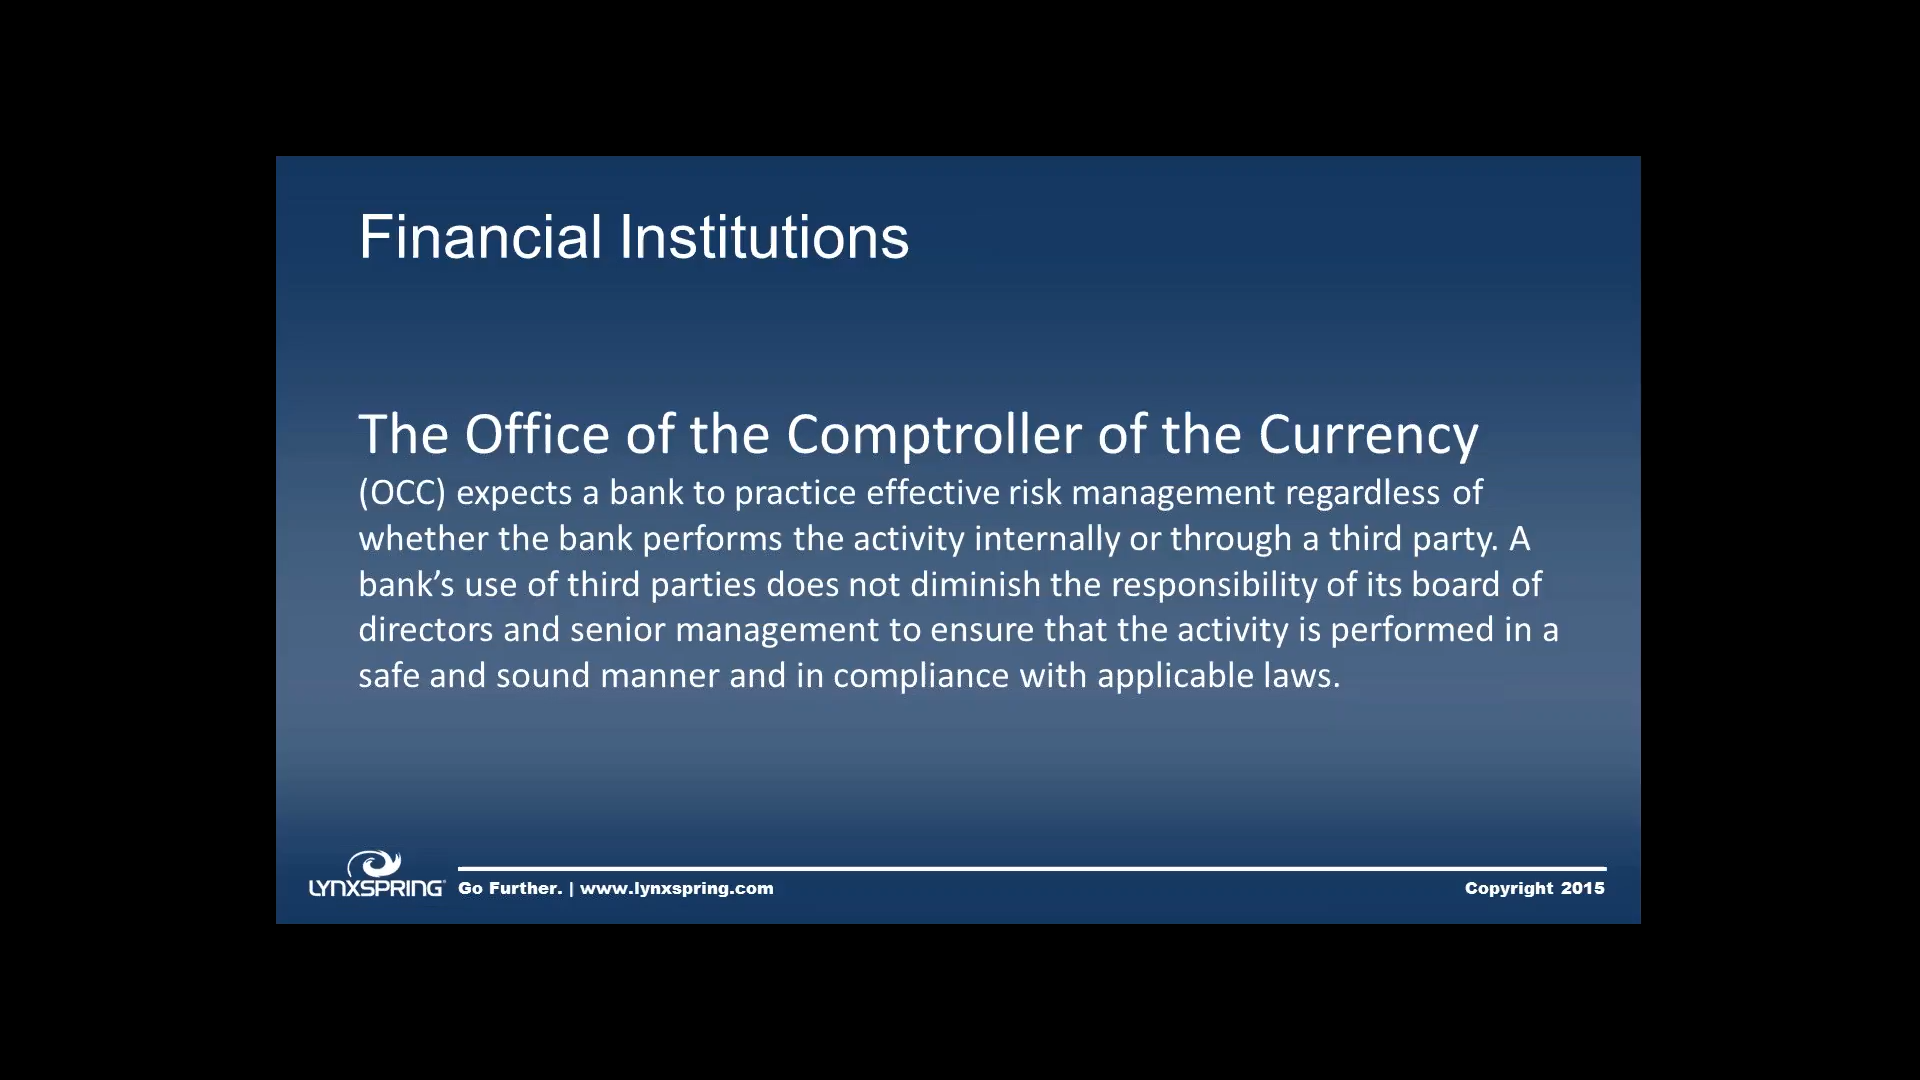 Financial Institutions
The Office of the Comptroller of the Currency
(OCC) expects a bank to practice effective risk management regardless of
whether the bank performs the activity internally or through a third party. A
bank’s use of third parties does not diminish the responsibility of its board of
directors and senior management to ensure that the activity is performed in a
safe and sound manner and in compliance with applicable laws.
LYNXSPRING Go Further. | www.lynxspring.com Copyright 2015